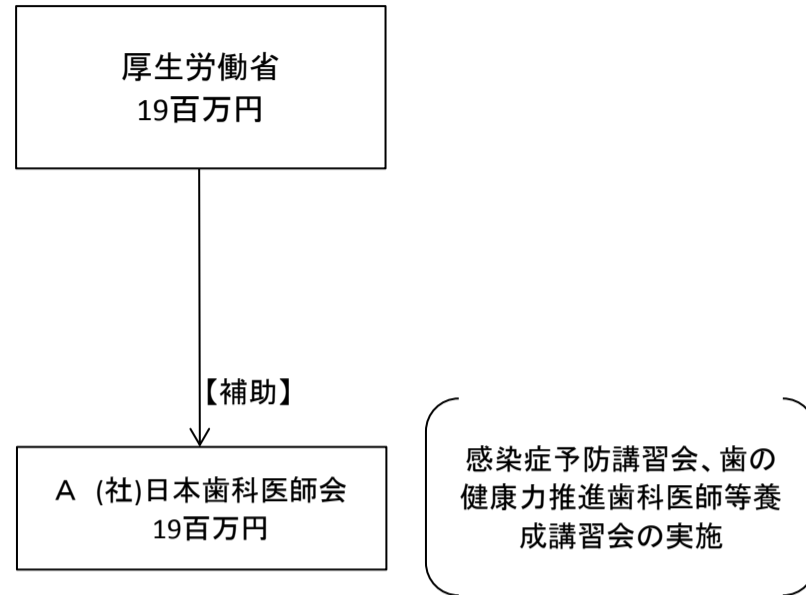 厚生労働省
19百万円
【補助】
A (社)日本歯科医師会
19百万円
感染症予防講習会、歯の
健康力推進歯科医師等養
成講習会の実施